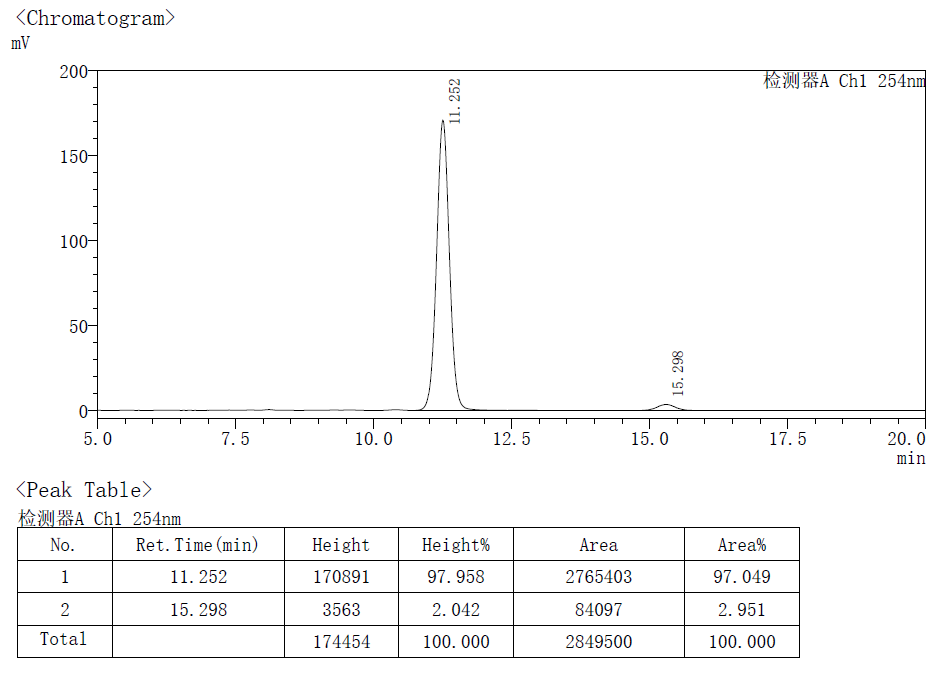 <Chromatogram>
mV
检测器A Ch1 254nm
200
150
100
50
0
11.252
15.298
5.0 7.5 10.0 12.5 15.0 17.5 20.0
min
<Peak Table>
检测器A Ch1 254nm
No. Ret.Time(min) Height Height% Area Area%
1 11.252 170891 97.958 2765403 97.049
2 15.298 3563 2.042 84097 2.951
Total 174454 100.000 2849500 100.000